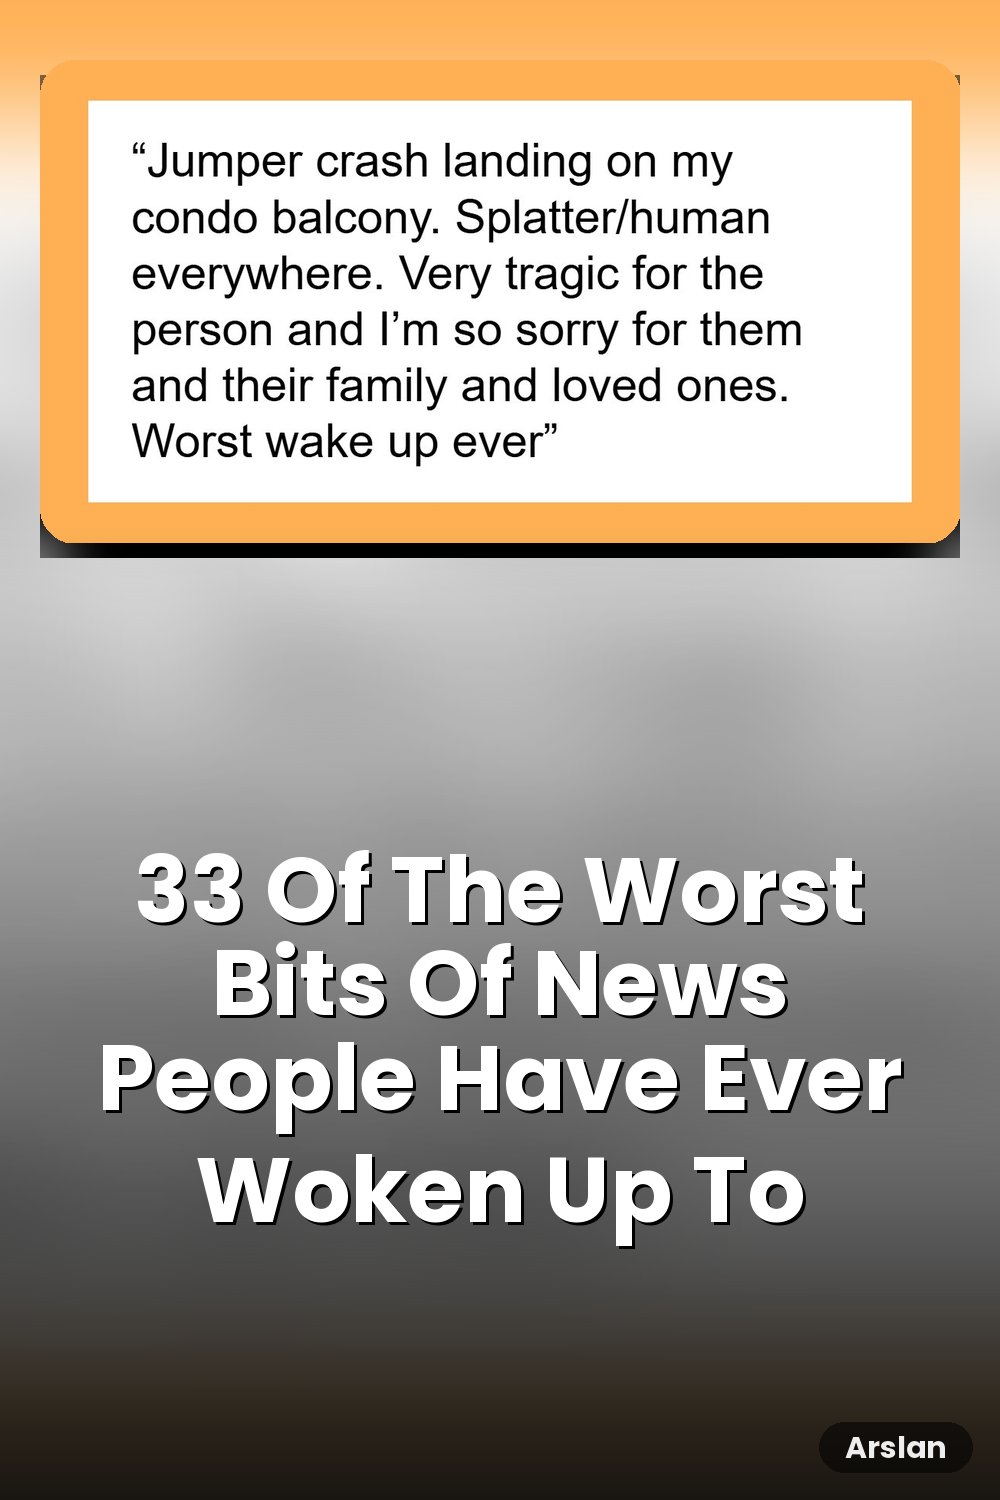 “Jumper crash landing on my
condo balcony. Splatter/human
everywhere. Very tragic for the
person and I’m so sorry for them
and their family and loved ones.
Worst wake up ever”
33 Of The Worst
Bits Of News
People Have Ever
Woken Up To
Arslan